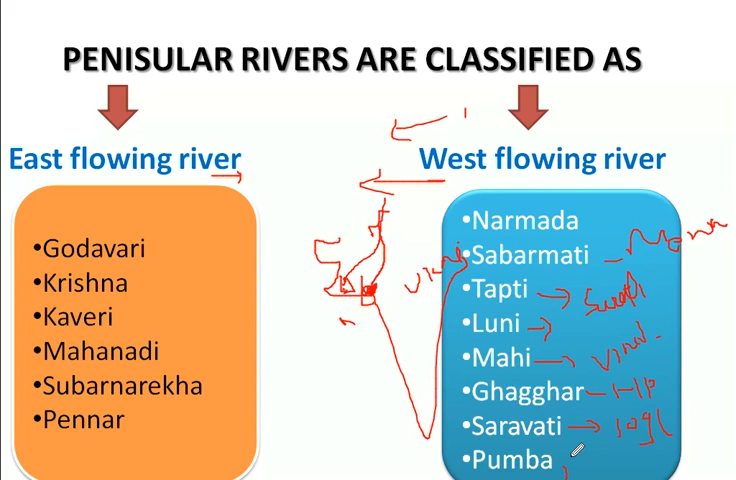 PENISULAR RIVERS ARE CLASSIFIED AS
East flowing river
•Godavari
•Krishna
•Kaveri
•Mahanadi
•Subarnarekha
•Pennar
West flowing river
•Narmada
•Sabarmati
•Tapti
•Luni
•Mahi
•Ghagghar
•Saravati
•Pumba